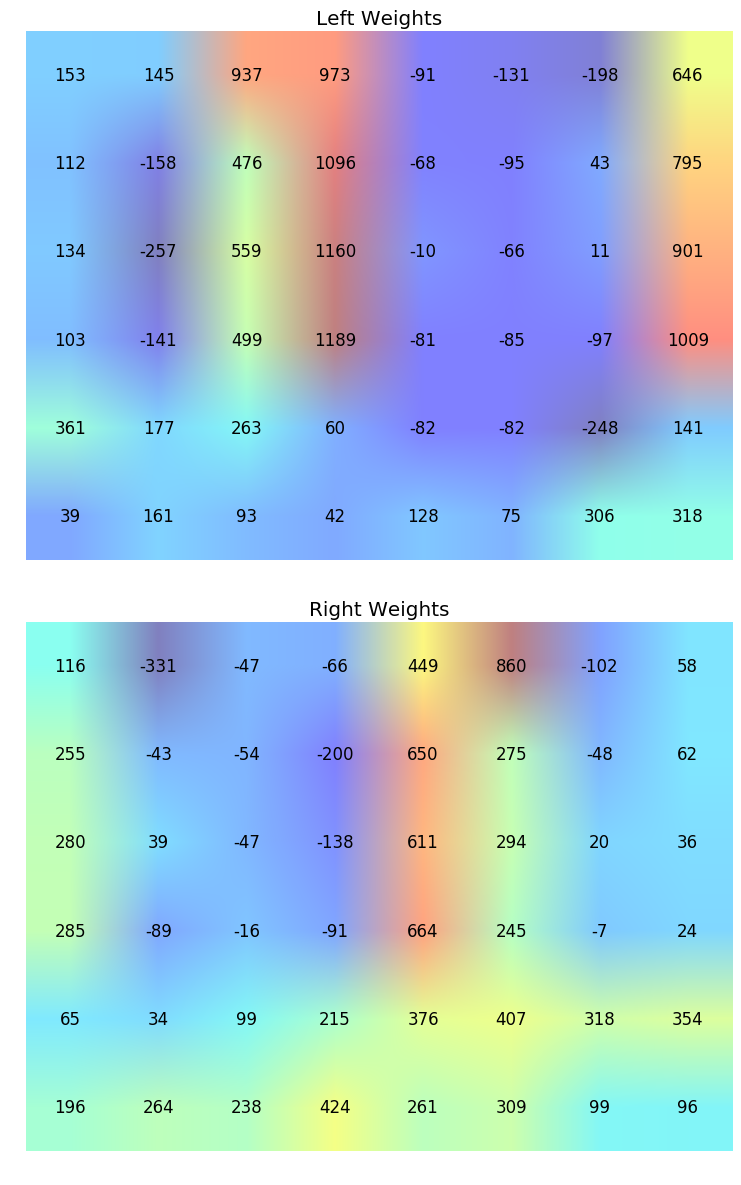 Left Weights
153 145 937 973 -91 -131 -198 646
112 -158 476 1096 -68 -95 43 795
134 -257 559 1160 -10 -66 11 901
103 -141 499 1189 -81 -85 -97 1009
361 177 263 60 -82 -82 -248 141
39 161 93 42 128 75 306 318
Right Weights
116 -331 -47 -66 449 860 -102 58
255 -43 -54 -200 650 275 -48 62
280 39 -47 -138 611 294 20 36
285 -89 -16 -91 664 245 -7 24
65 34 99 215 376 407 318 354
196 264 238 424 261 309 99 96